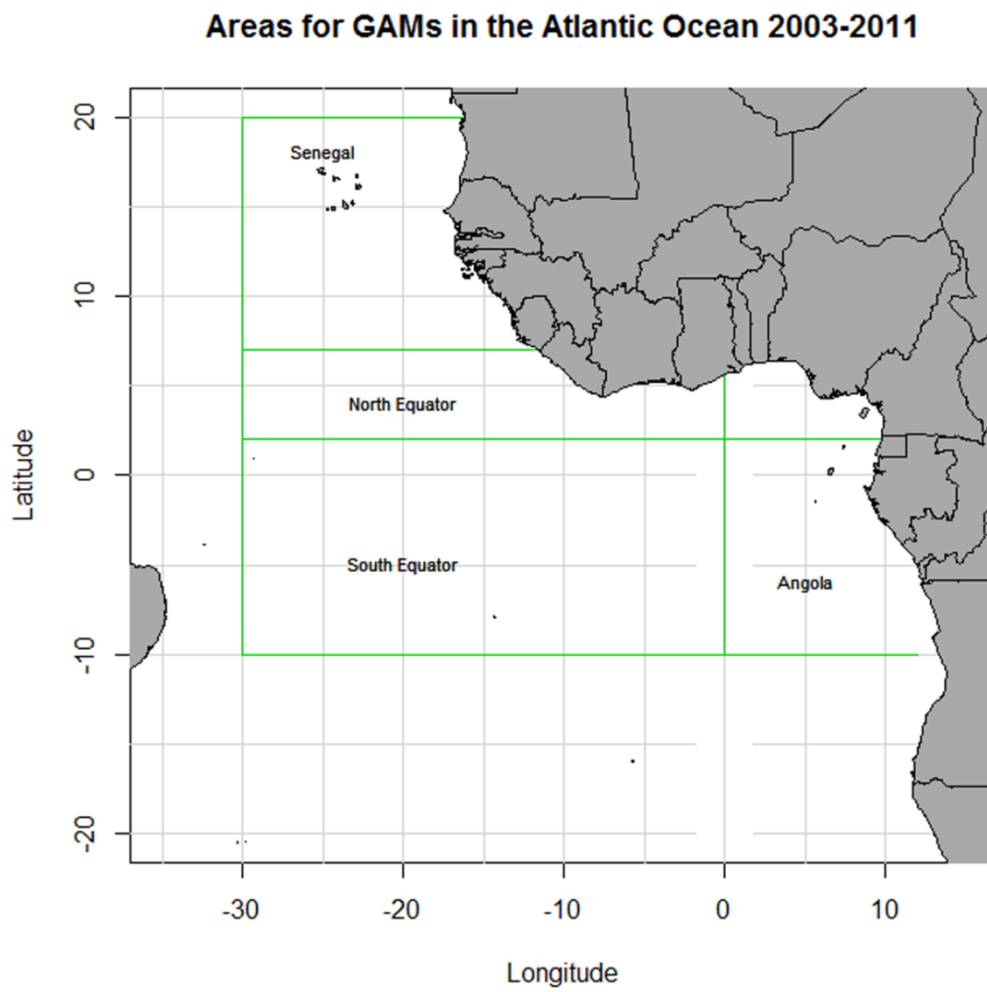 Areas for GAMs in the Atlantic Ocean 2003-2011
20
Senegal
10
North Equator
0
Latitude
South Equator
Angola
-10
-20
-30 -20 -10 0 10
Longitude